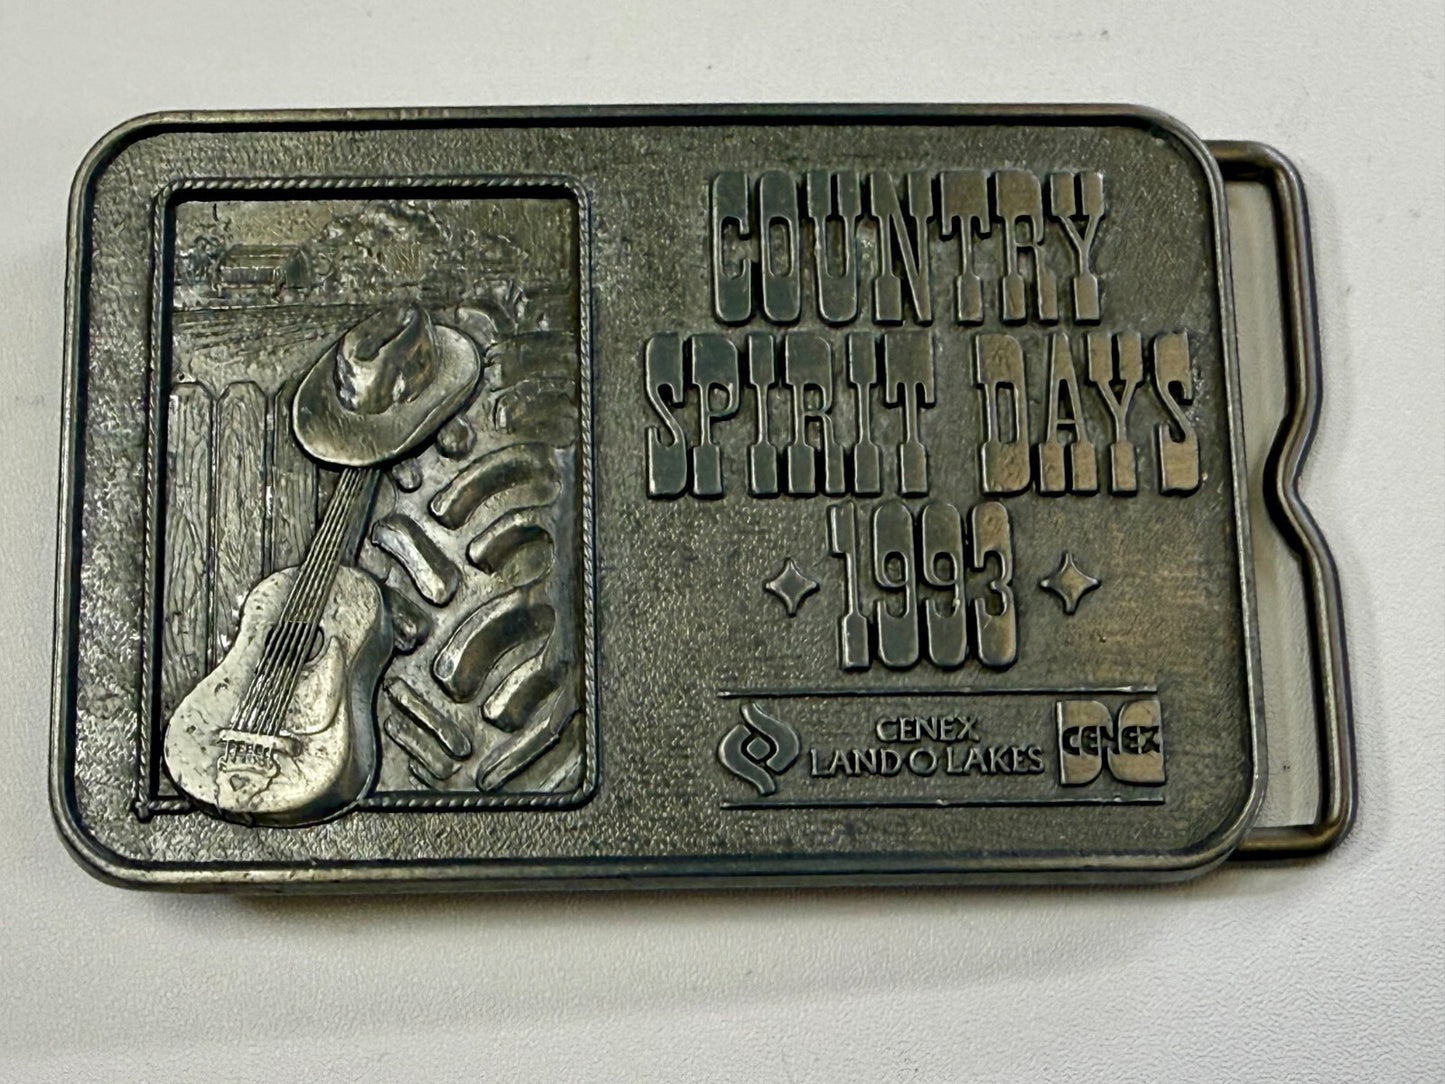 COUNTRY
SPIRIT DAYS
1993
CENEX
LAND O LAKES
CENEX